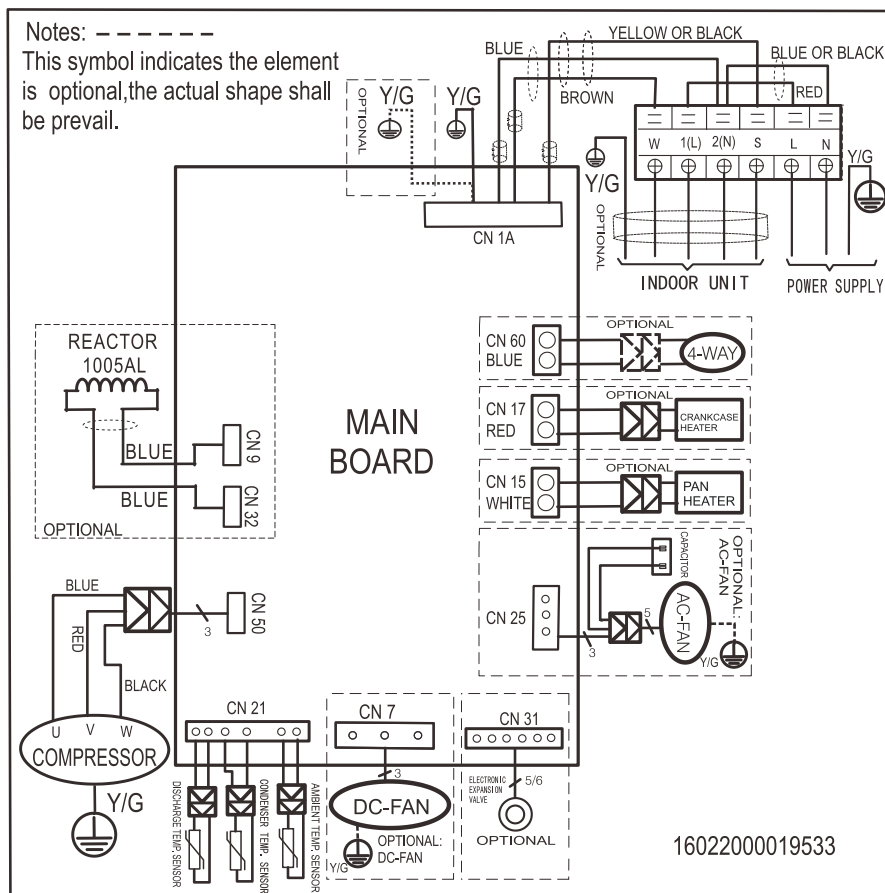 Notes: - - - - - - -
This symbol indicates the element
is optional,the actual shape shall
be prevail.
OPTIONAL
Y/G
Y/G
BLUE
YELLOW OR BLACK
BROWN
BLUE OR BLACK
RED
W 1(L) 2(N) S L N
Y/G
Y/G
OPTIONAL
INDOOR UNIT
POWER SUPPLY
CN 1A
REACTOR
1005AL
BLUE
CN 9
BLUE
CN 32
OPTIONAL
MAIN
BOARD
CN 60
BLUE
OPTIONAL
4-WAY
CN 17
RED
OPTIONAL
CRANKCASE
HEATER
CN 15
WHITE
OPTIONAL
PAN
HEATER
CN 25
3
CAPACITOR
5
AC-FAN
OPTIONAL:
AC-FAN
Y/G
BLUE
RED
BLACK
3
CN 50
U V W
COMPRESSOR
Y/G
CN 21
DISCHARGE TEMP. SENSOR
CONDENSER TEMP. SENSOR
AMBIENT TEMP. SENSOR
CN 7
3
DC-FAN
Y/G
OPTIONAL:
DC-FAN
CN 31
ELECTRONIC
EXPANSION
VALVE
5/6
OPTIONAL
16022000019533